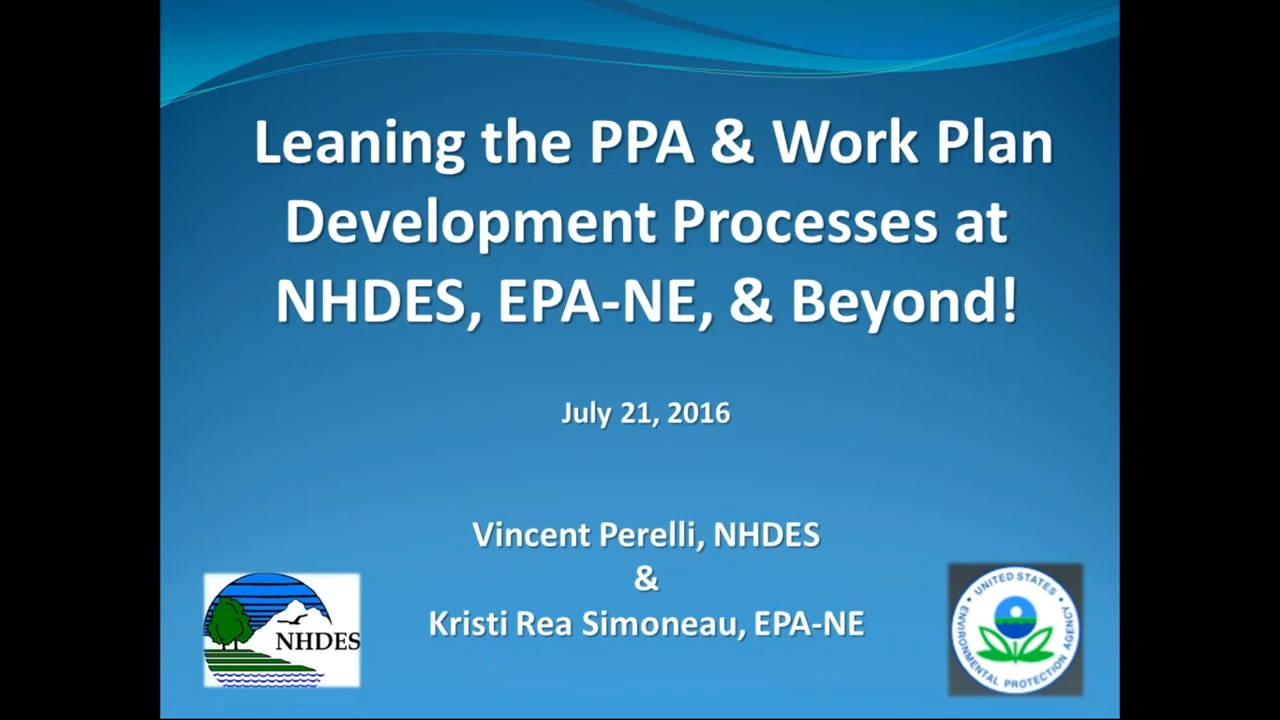 Leaning the PPA & Work Plan
Development Processes at
NHDES, EPA-NE, & Beyond!
July 21, 2016
Vincent Perelli, NHDES
&
Kristi Rea Simoneau, EPA-NE
NHDES
UNITED STATES
ENVIRONMENTAL PROTECTION AGENCY